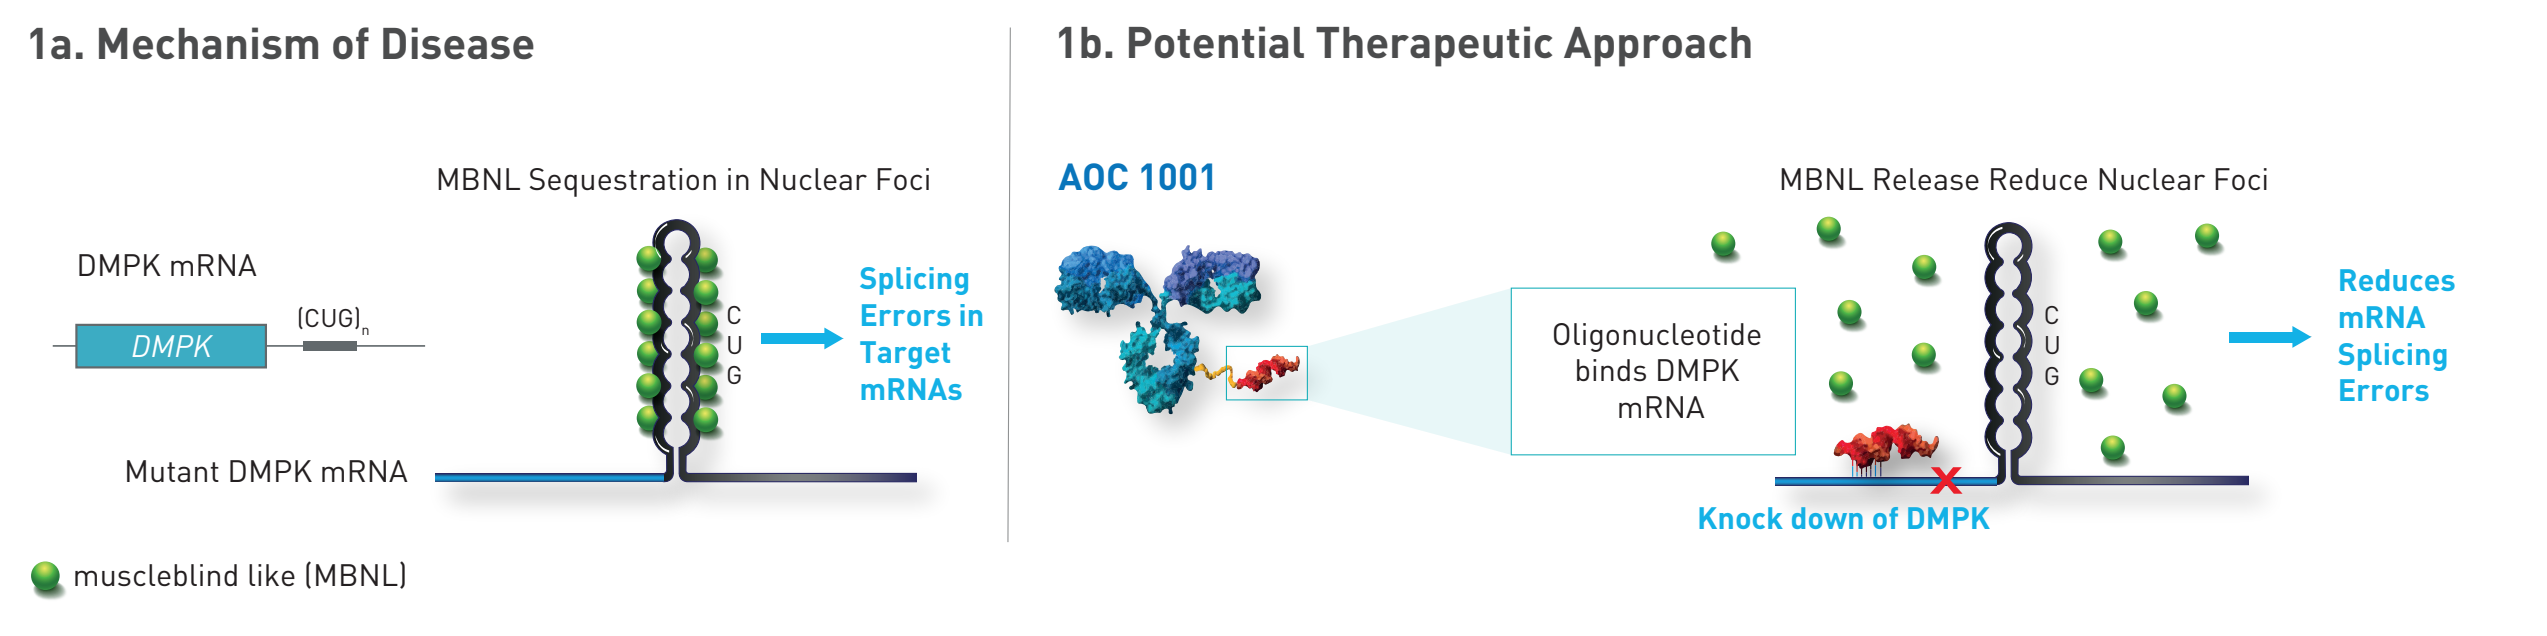 1a. Mechanism of Disease
MBNL Sequestration in Nuclear Foci
DMPK mRNA
(CUG)n
DMPK
C
U
G
Splicing
Errors in
Target
mRNAs
Mutant DMPK mRNA
muscleblind like (MBNL)
1b. Potential Therapeutic Approach
AOC 1001
Oligonucleotide
binds DMPK
mRNA
MBNL Release Reduce Nuclear Foci
C
U
G
Reduces
mRNA
Splicing
Errors
X
Knock down of DMPK